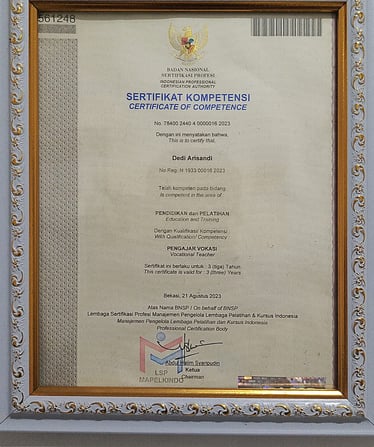 561248
BADAN NASIONAL
SERTIFIKASI PROFESI
INDONESIAN PROFESSIONAL
CERTIFICATION AUTHORITY
SERTIFIKAT KOMPETENSI
CERTIFICATE OF COMPETENCE
No. 78400 2440 4 0000016 2023
Dengan ini menyatakan bahwa,
This is to certify that,
Dedi Arisandi
No Reg. H 1933 00016 2023
Telah kompeten pada bidang:
Is competent in the area of:
PENDIDIKAN dan PELATIHAN
Education and Training
Dengan Kualifikasi/ Kompetensi:
With Qualification/ Competency:
PENGAJAR VOKASI
Vocational Teacher
Sertifikat ini berlaku untuk : 3 (tiga) Tahun
This certificate is valid for : 3 (three) Years
Bekasi, 21 Agustus 2023
Atas Nama BNSP / On behalf of BNSP
Lembaga Sertifikasi Profesi Manajemen Pengelola Lembaga Pelatihan & Kursus Indonesia
Manajemen Pengelola Lembaga Pelatihan dan Kursus Indonesia
Professional Certification Body
Abdul Halim Syaripudin
Ketua
Chairman
LSP
MAPELKINDO